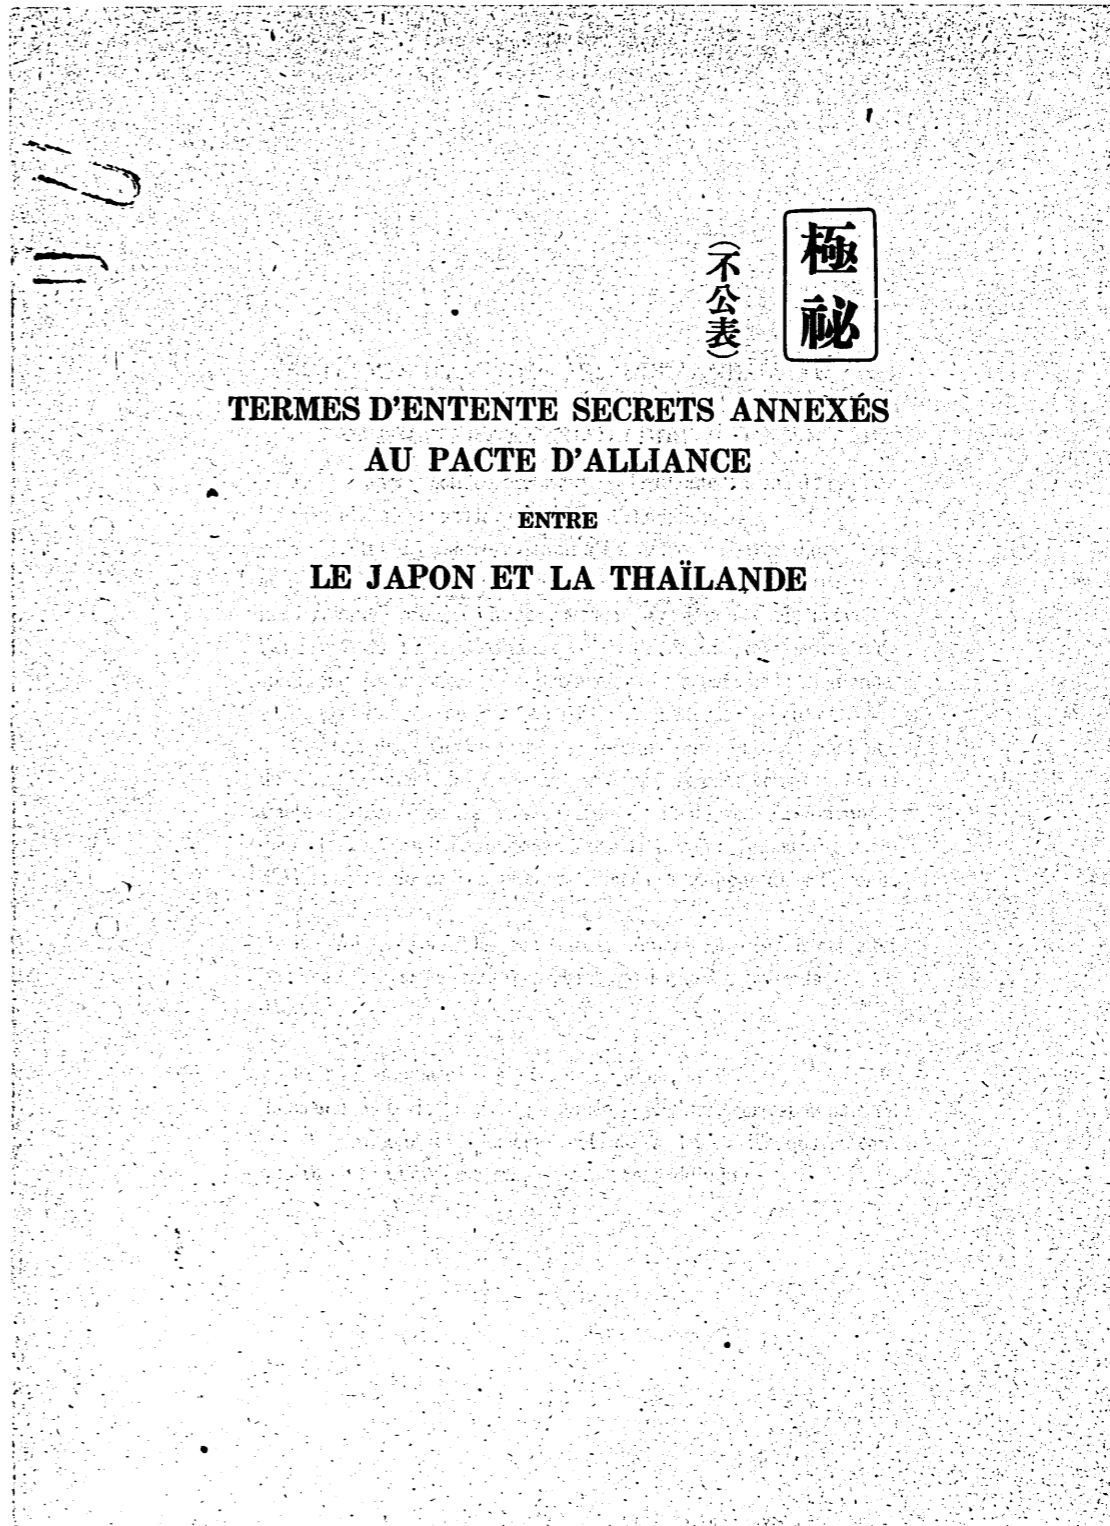 極秘
(不公表)
TERMES D'ENTENTE SECRETS ANNEXÉS
AU PACTE D'ALLIANCE
ENTRE
LE JAPON ET LA THAÏLANDE